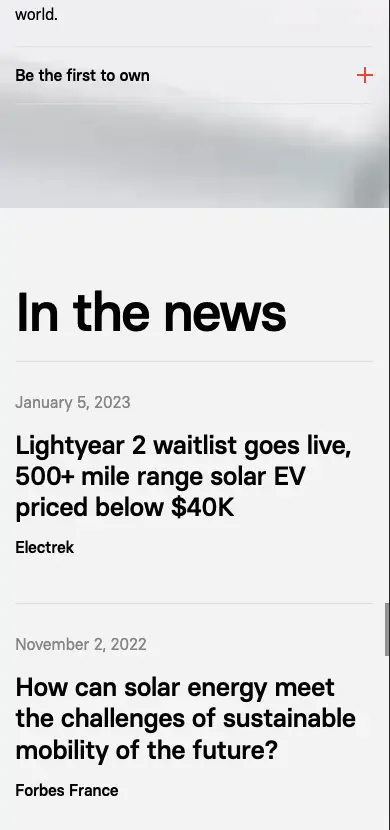 world.
Be the first to own
In the news
January 5, 2023
Lightyear 2 waitlist goes live,
500+ mile range solar EV
priced below $40K
Electrek
November 2, 2022
How can solar energy meet
the challenges of sustainable
mobility of the future?
Forbes France